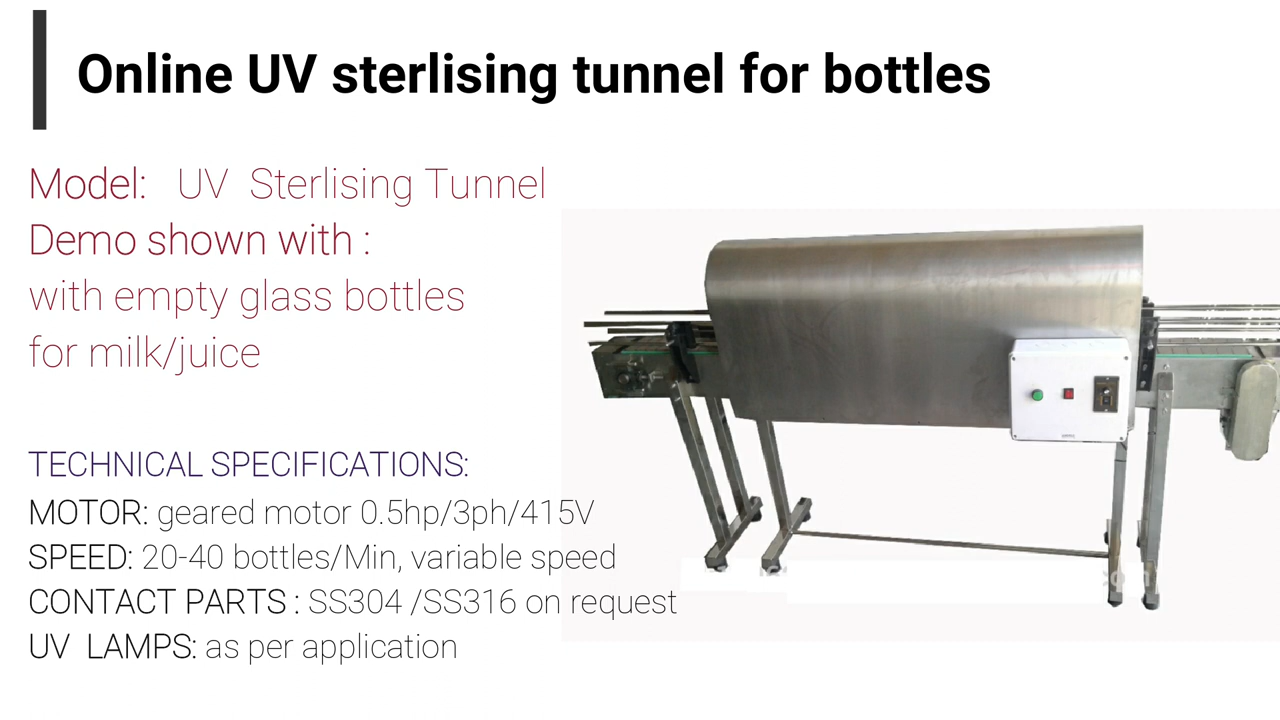 Online UV sterlising tunnel for bottles
Model: UV Sterlising Tunnel
Demo shown with :
with empty glass bottles
for milk/juice
TECHNICAL SPECIFICATIONS:
MOTOR: geared motor 0.5hp/3ph/415V
SPEED: 20-40 bottles/Min, variable speed
CONTACT PARTS : SS304 /SS316 on request
UV LAMPS: as per application